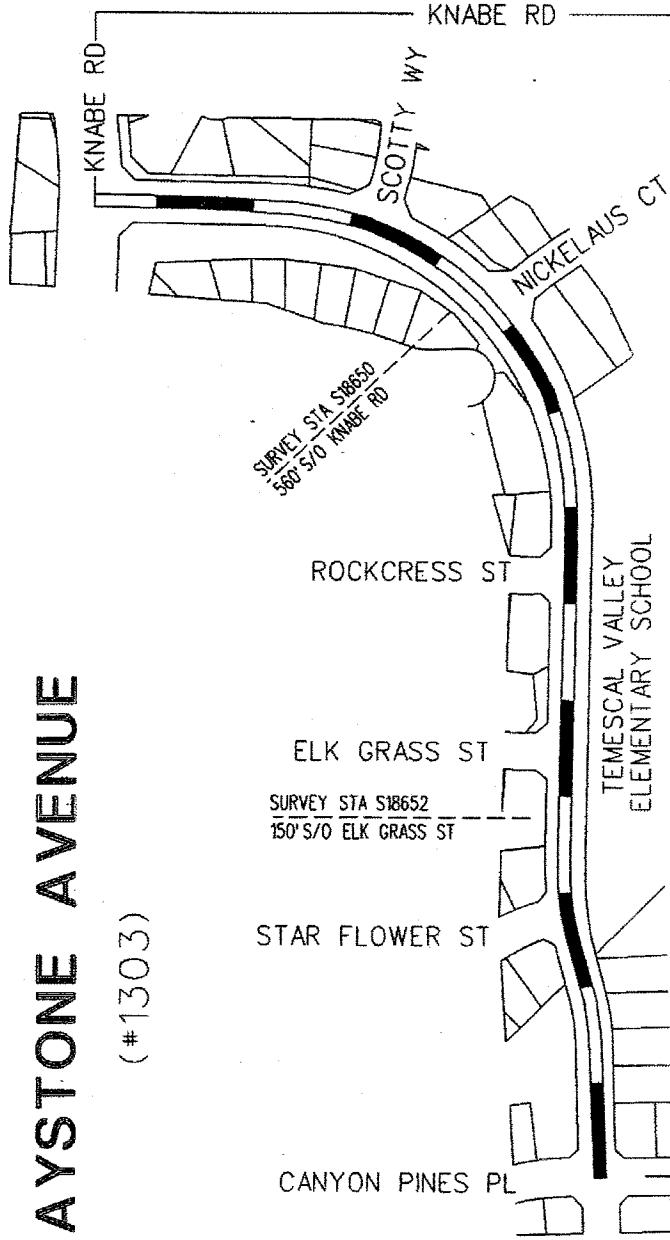 KNABE RD
KNABE RD
SCOTTY WY
NICKELAUS CT
SURVEY STA S18650
560' S/O KNABE RD
ROCKCRESS ST
TEMESCAL VALLEY
ELEMENTARY SCHOOL
ELK GRASS ST
SURVEY STA S18652
150' S/O ELK GRASS ST
STAR FLOWER ST
CANYON PINES PL
AYSTONE AVENUE
(#1303)